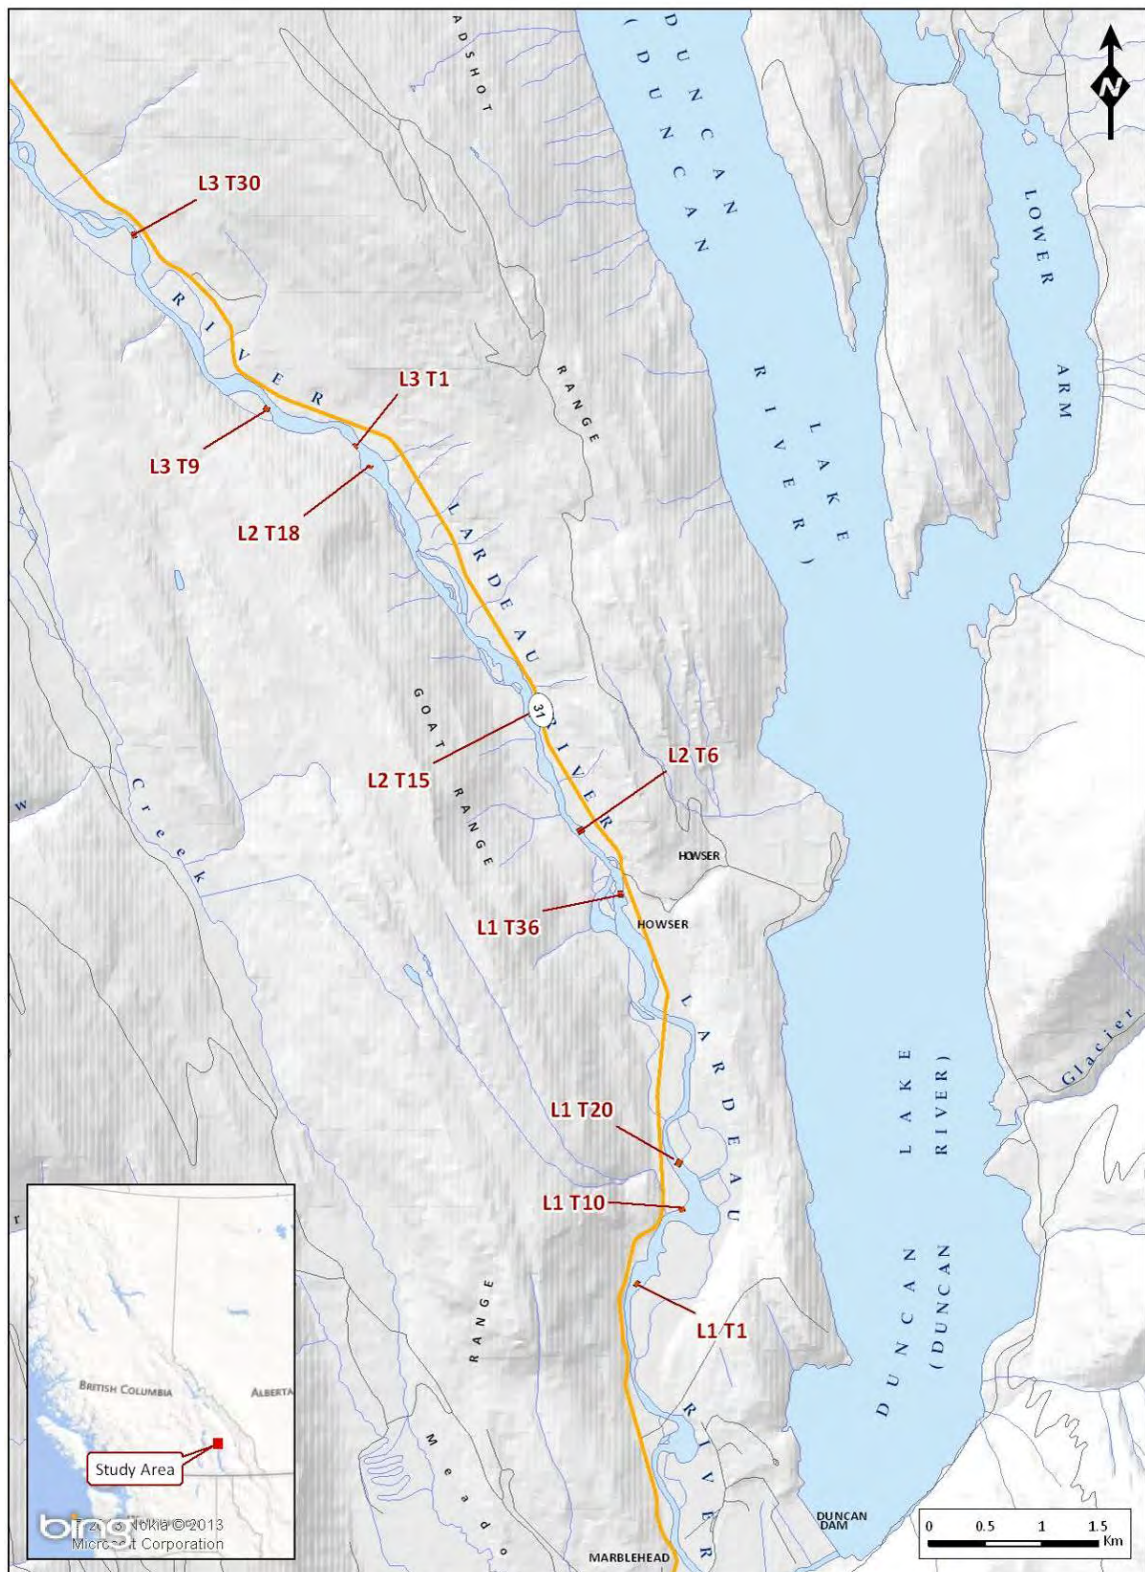 ADSHOT
DUNCAN
(DUNCAN
N
LOWER
ARM
L3 T30
RIVER
L3 T1
RANGE
LAKE
RIVER)
L3 T9
L2 T18
LARDEAU
GOAT
RANGE
31
L2 T15
RIVER
L2 T6
w
Creek
HOWSER
L1 T36
HOWSER
LARDEAU
Glacier
LAKE
RIVER)
L1 T20
L1 T10
r
DUNCAN
(DUNCAN
RANGE
L1 T1
BRITISH COLUMBIA
ALBERTA
Study Area
RIVER
Meado
DUNCAN
DAM
0 0.5 1 1.5
Km
bing
Nokia © 2013
Microsoft Corporation
MARBLEHEAD